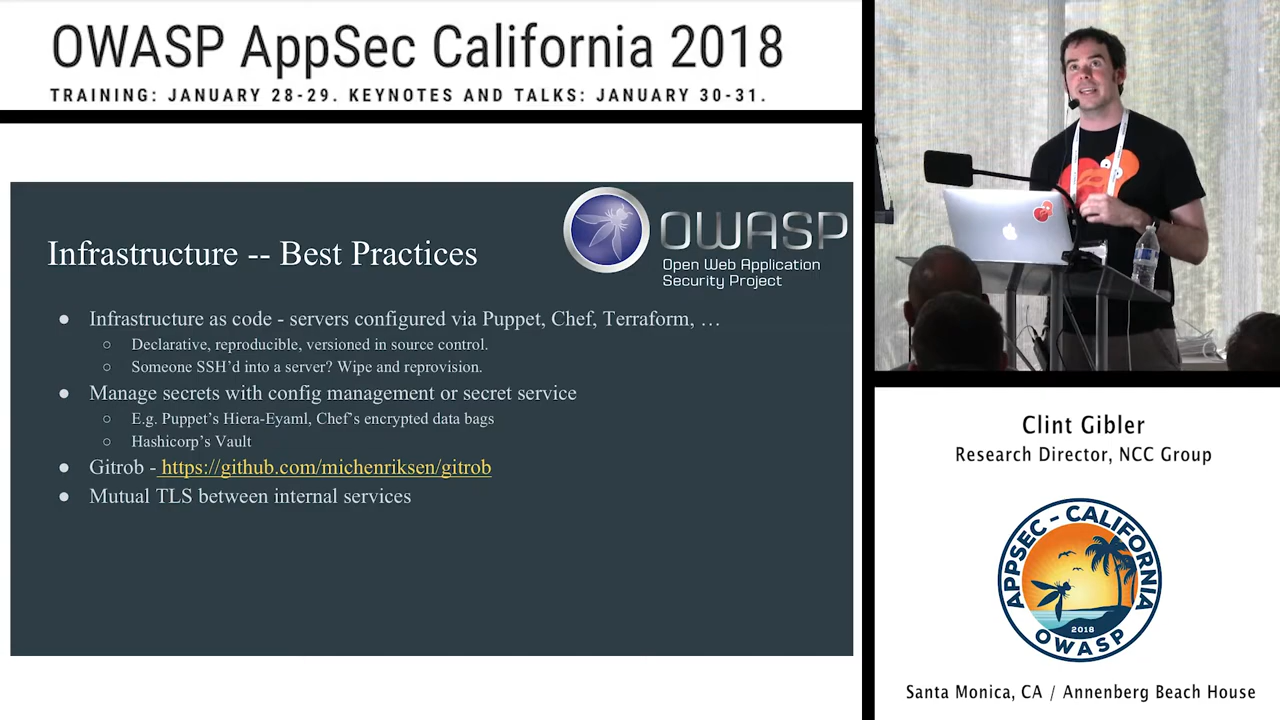 OWASP AppSec California 2018
TRAINING: JANUARY 28-29. KEYNOTES AND TALKS: JANUARY 30-31.
OWASP
Open Web Application
Security Project
Infrastructure -- Best Practices
● Infrastructure as code - servers configured via Puppet, Chef, Terraform, …
○ Declarative, reproducible, versioned in source control.
○ Someone SSH’d into a server? Wipe and reprovision.
● Manage secrets with config management or secret service
○ E.g. Puppet’s Hiera-Eyaml, Chef’s encrypted data bags
○ Hashicorp’s Vault
● Gitrob - https://github.com/michenriksen/gitrob
● Mutual TLS between internal services
Clint Gibler
Research Director, NCC Group
APPSEC - CALIFORNIA
2018
OWASP
Santa Monica, CA / Annenberg Beach House